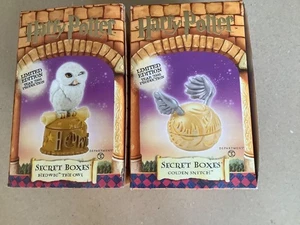 Harry Potter
LIMITED
EDITION
SECRET BOXES
HEDWIG THE OWL
Harry Potter
LIMITED
EDITION
SECRET BOXES
GOLDEN SNITCH